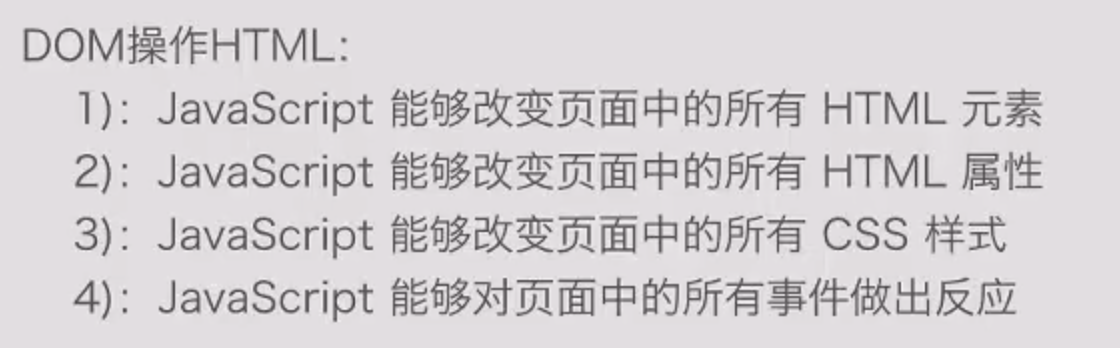 DOM操作HTML：
1)：JavaScript 能够改变页面中的所有 HTML 元素
2)：JavaScript 能够改变页面中的所有 HTML 属性
3)：JavaScript 能够改变页面中的所有 CSS 样式
4)：JavaScript 能够对页面中的所有事件做出反应